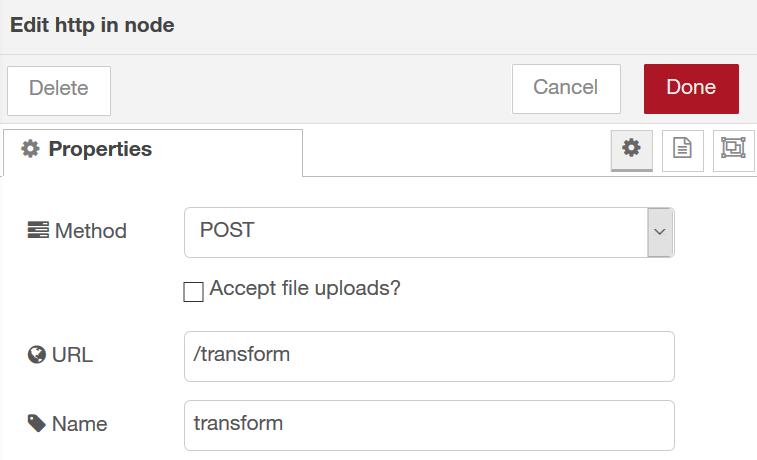 Edit http in node
Delete
Cancel
Done
Properties
Method
POST
Accept file uploads?
URL
/transform
Name
transform